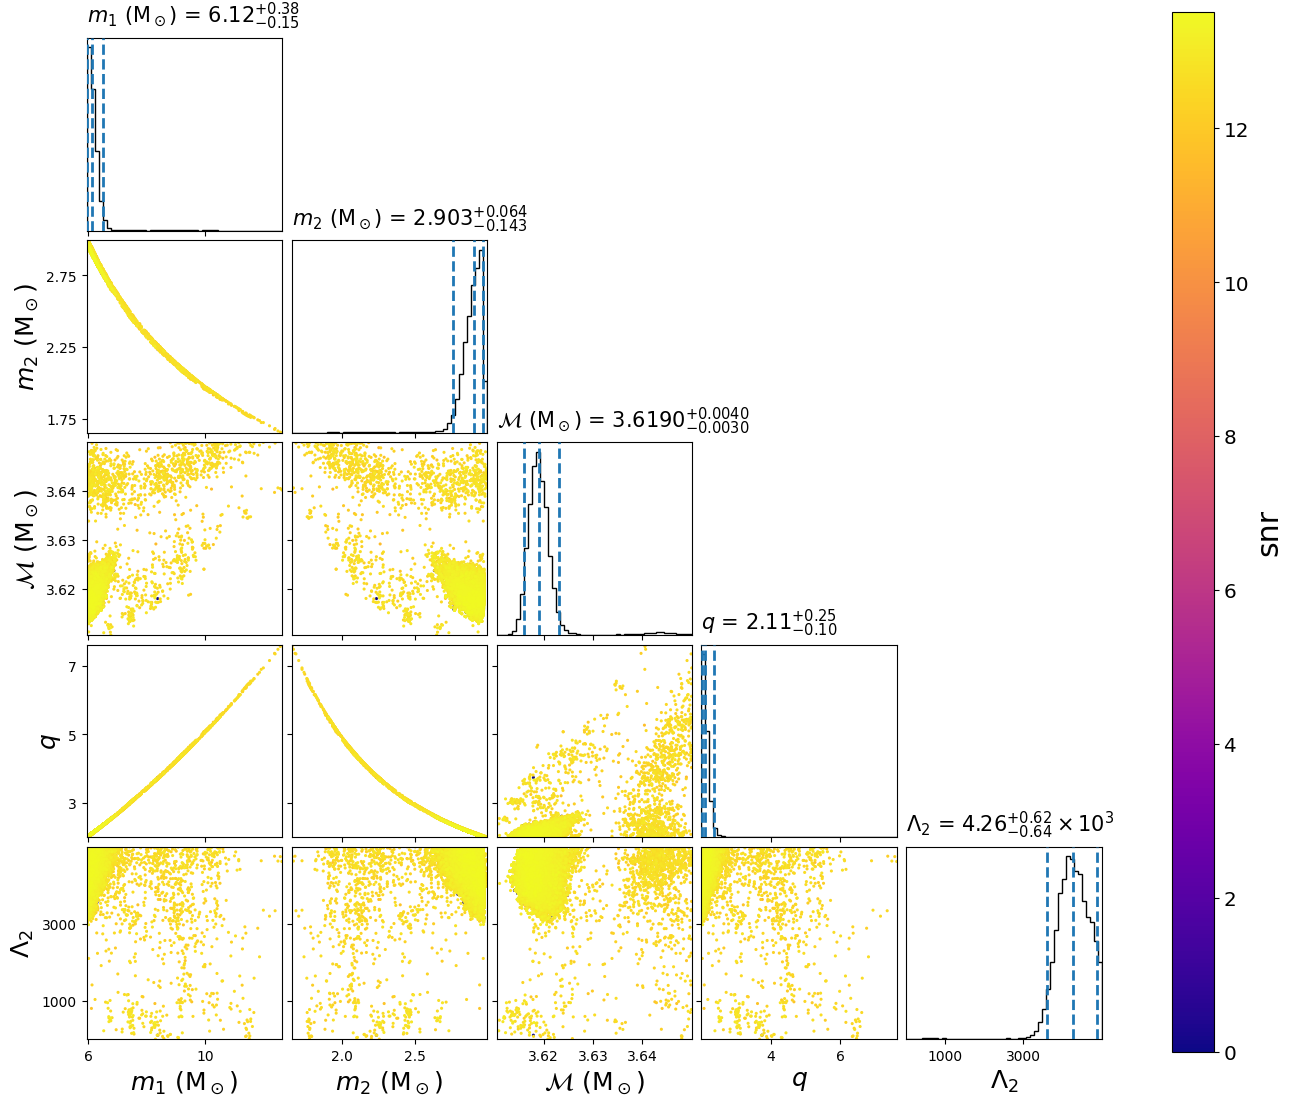 m₁ (M⊙) = 6.12⁺⁰·³⁸₋₀.₁₅
m₂ (M⊙) = 2.903⁺⁰·⁰⁶⁴₋₀.₁₄₃
ℳ (M⊙) = 3.6190⁺⁰·⁰⁰⁴⁰₋₀.₀₀₃₀
q = 2.11⁺⁰·²⁵₋₀.₁₀
Λ₂ = 4.26⁺⁰·⁶²₋₀.₆₄ × 10³
m₂ (M⊙)
2.75
2.25
1.75
ℳ (M⊙)
3.64
3.63
3.62
q
7
5
3
Λ₂
3000
1000
6 10
m₁ (M⊙)
2.0 2.5
m₂ (M⊙)
3.62 3.63 3.64
ℳ (M⊙)
4 6
q
1000 3000
Λ₂
12
10
8
6
4
2
0
snr